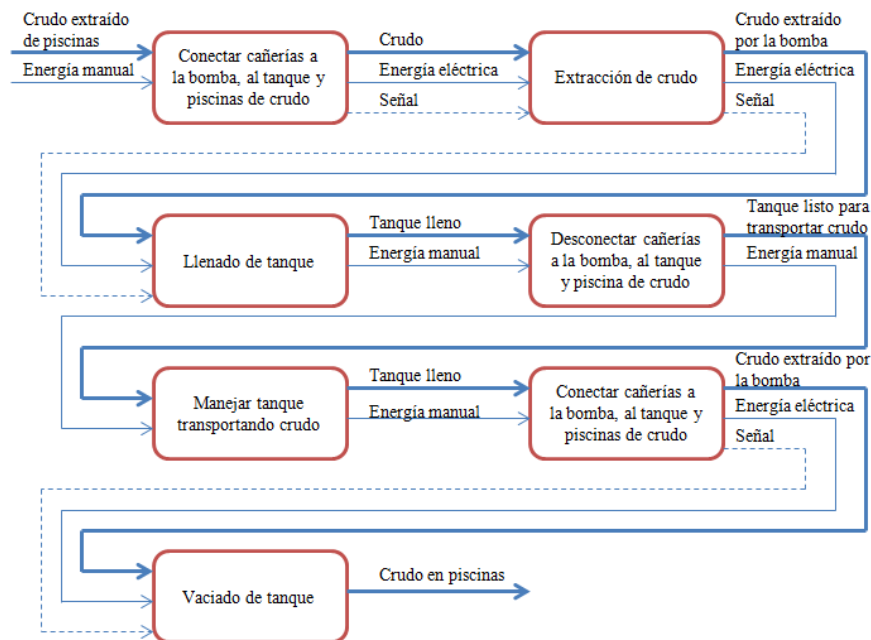 Crudo extraído
de piscinas
Energía manual
Conectar cañerías a
la bomba, al tanque y
piscinas de crudo
Crudo
Energía eléctrica
Señal
Extracción de crudo
Crudo extraído
por la bomba
Energía eléctrica
Señal
Llenado de tanque
Tanque lleno
Energía manual
Desconectar cañerías
a la bomba, al tanque
y piscina de crudo
Tanque listo para
transportar crudo
Energía manual
Manejar tanque
transportando crudo
Tanque lleno
Energía manual
Conectar cañerías a
la bomba, al tanque y
piscinas de crudo
Crudo extraído por
la bomba
Energía eléctrica
Señal
Vaciado de tanque
Crudo en piscinas